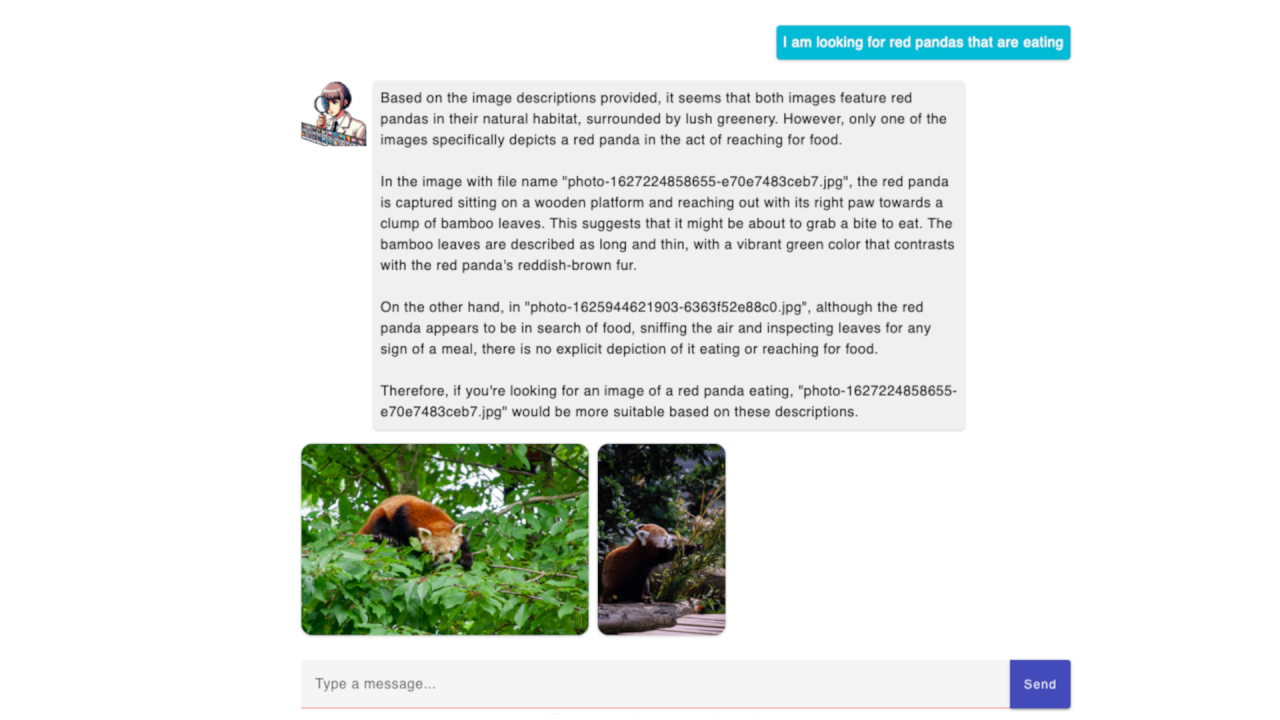 I am looking for red pandas that are eating
Based on the image descriptions provided, it seems that both images feature red
pandas in their natural habitat, surrounded by lush greenery. However, only one of the
images specifically depicts a red panda in the act of reaching for food.
In the image with file name "photo-1627224858655-e70e7483ceb7.jpg", the red panda
is captured sitting on a wooden platform and reaching out with its right paw towards a
clump of bamboo leaves. This suggests that it might be about to grab a bite to eat. The
bamboo leaves are described as long and thin, with a vibrant green color that contrasts
with the red panda's reddish-brown fur.
On the other hand, in "photo-1625944621903-6363f52e88c0.jpg", although the red
panda appears to be in search of food, sniffing the air and inspecting leaves for any
sign of a meal, there is no explicit depiction of it eating or reaching for food.
Therefore, if you're looking for an image of a red panda eating, "photo-1627224858655-
e70e7483ceb7.jpg" would be more suitable based on these descriptions.
Type a message...
Send